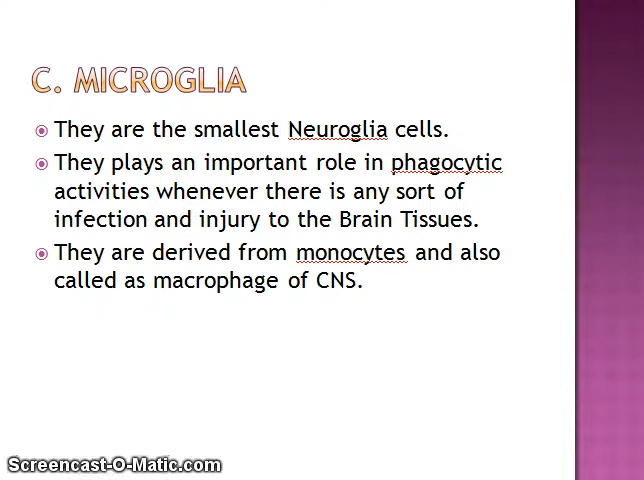 C. MICROGLIA
They are the smallest Neuroglia cells.
They plays an important role in phagocytic
activities whenever there is any sort of
infection and injury to the Brain Tissues.
They are derived from monocytes and also
called as macrophage of CNS.
Screencast-O-Matic.com